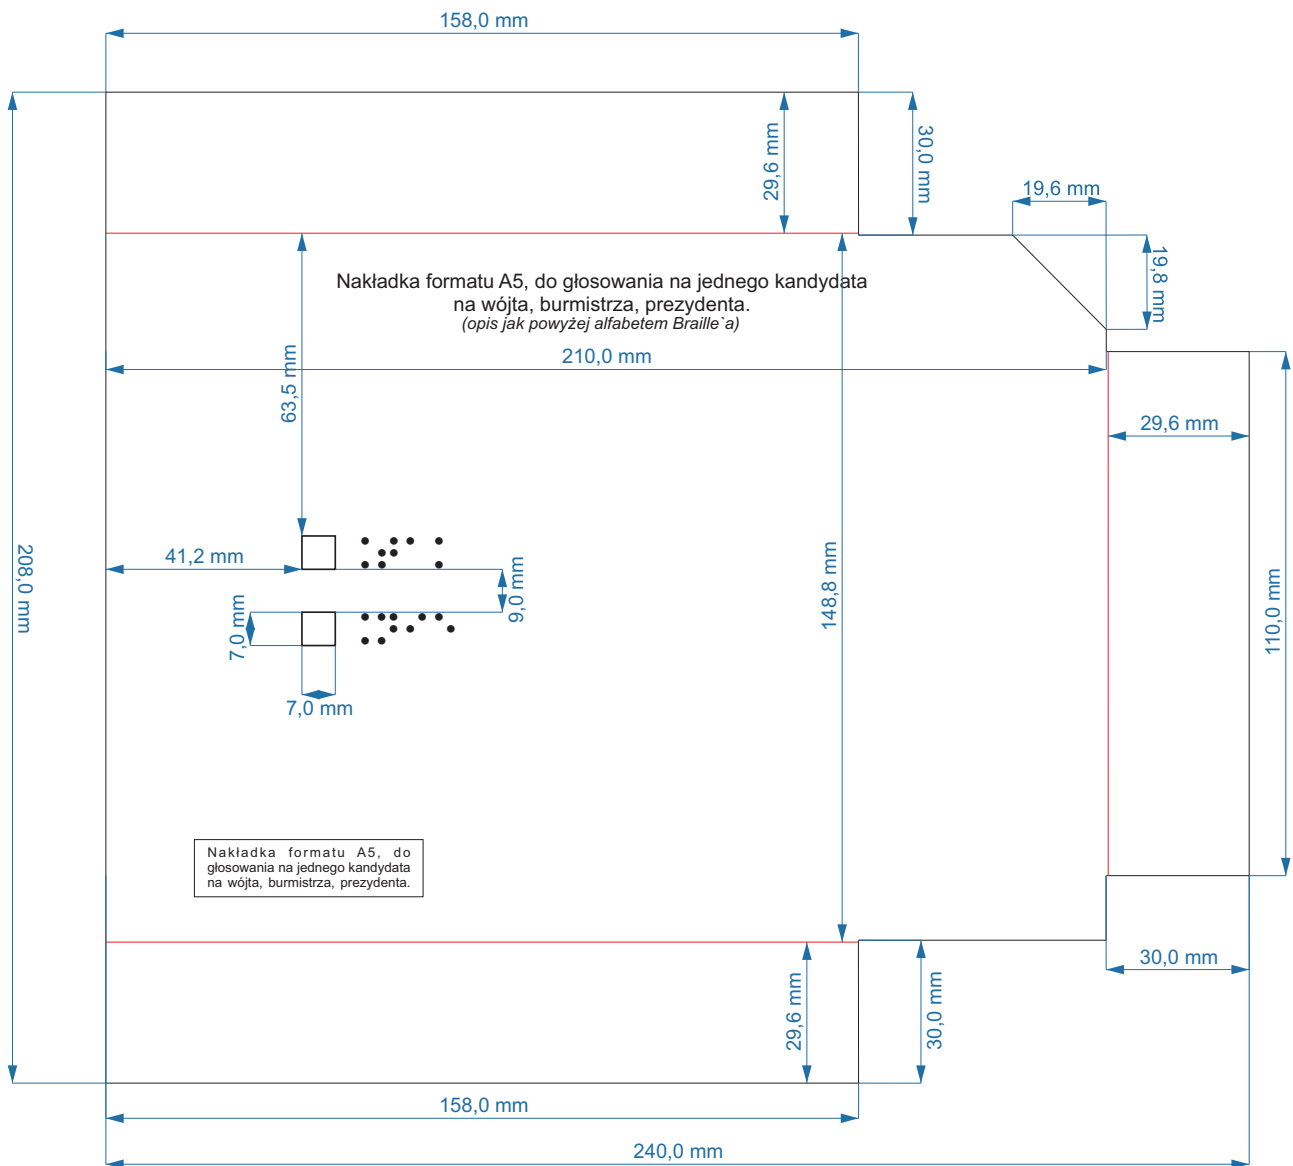 158,0 mm
29,6 mm
30,0 mm
19,6 mm
19,8 mm
Nakładka formatu A5, do głosowania na jednego kandydata
na wójta, burmistrza, prezydenta.
(opis jak powyżej alfabetem Braille`a)
210,0 mm
63,5 mm
29,6 mm
208,0 mm
41,2 mm
9,0 mm
148,8 mm
110,0 mm
7,0 mm
7,0 mm
Nakładka formatu A5, do
głosowania na jednego kandydata
na wójta, burmistrza, prezydenta.
29,6 mm
30,0 mm
30,0 mm
158,0 mm
240,0 mm